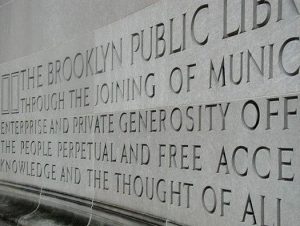 THE BROOKLYN PUBLIC LIBR
THROUGH THE JOINING OF MUNIC
ENTERPRISE AND PRIVATE GENEROSITY OFF
THE PEOPLE PERPETUAL AND FREE ACCE
KNOWLEDGE AND THE THOUGHT OF ALL